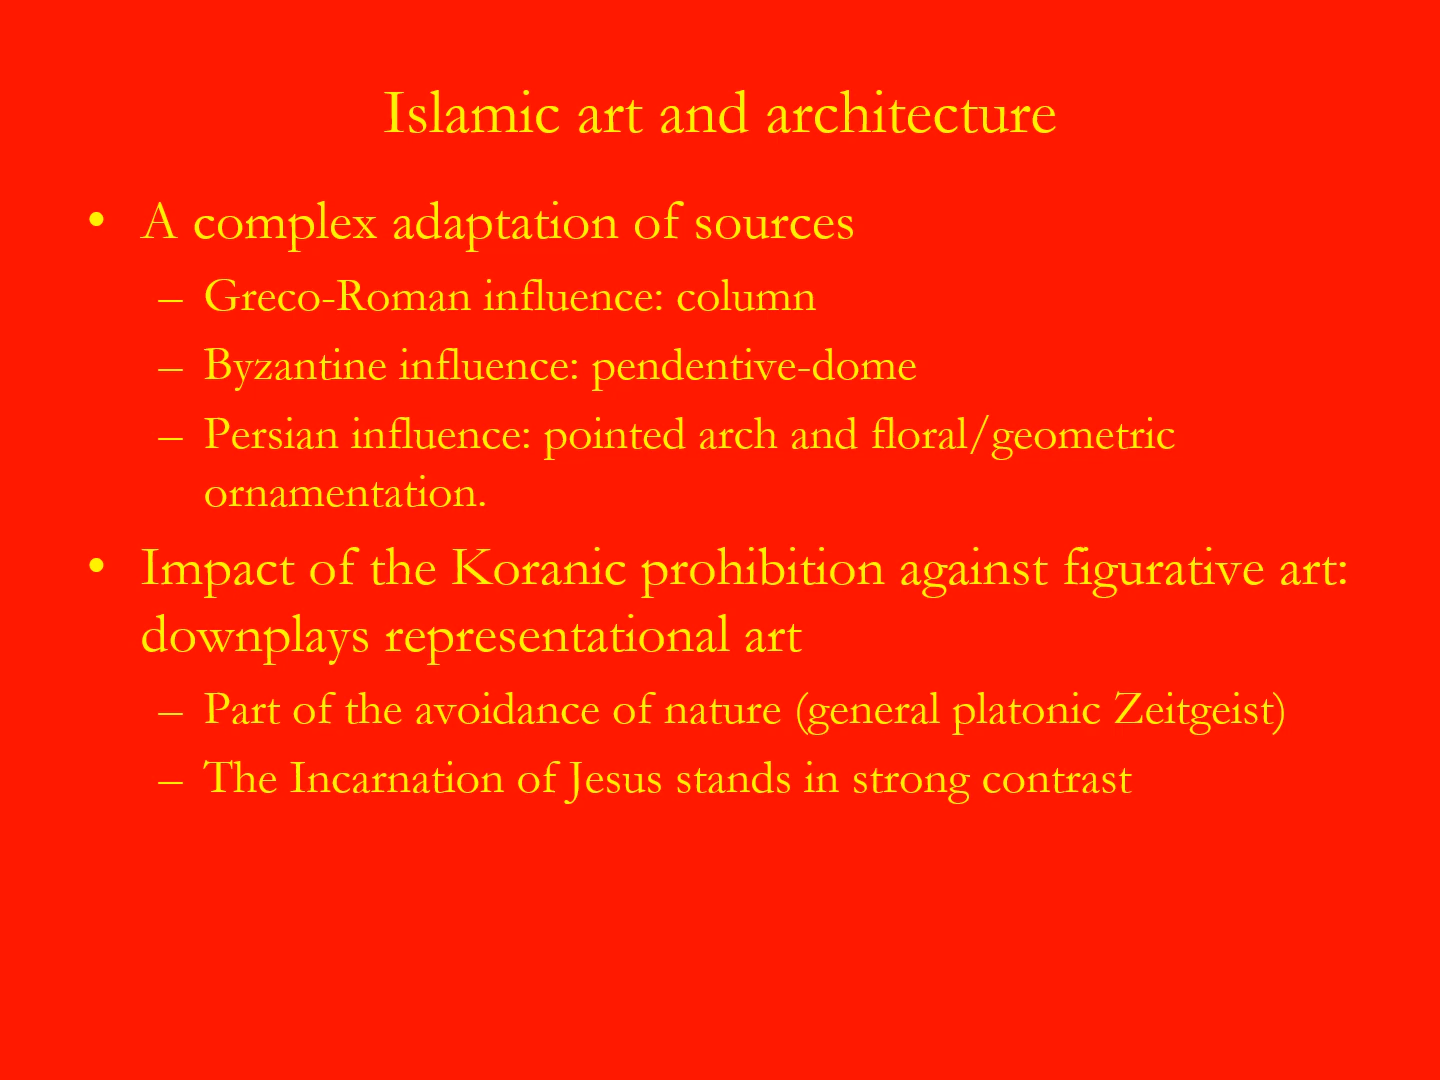 Islamic art and architecture
• A complex adaptation of sources
– Greco-Roman influence: column
– Byzantine influence: pendentive-dome
– Persian influence: pointed arch and floral/geometric
ornamentation.
• Impact of the Koranic prohibition against figurative art:
downplays representational art
– Part of the avoidance of nature (general platonic Zeitgeist)
– The Incarnation of Jesus stands in strong contrast